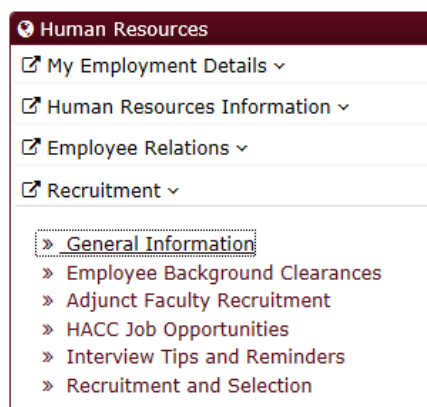 Human Resources
My Employment Details
Human Resources Information
Employee Relations
Recruitment
» General Information
» Employee Background Clearances
» Adjunct Faculty Recruitment
» HACC Job Opportunities
» Interview Tips and Reminders
» Recruitment and Selection